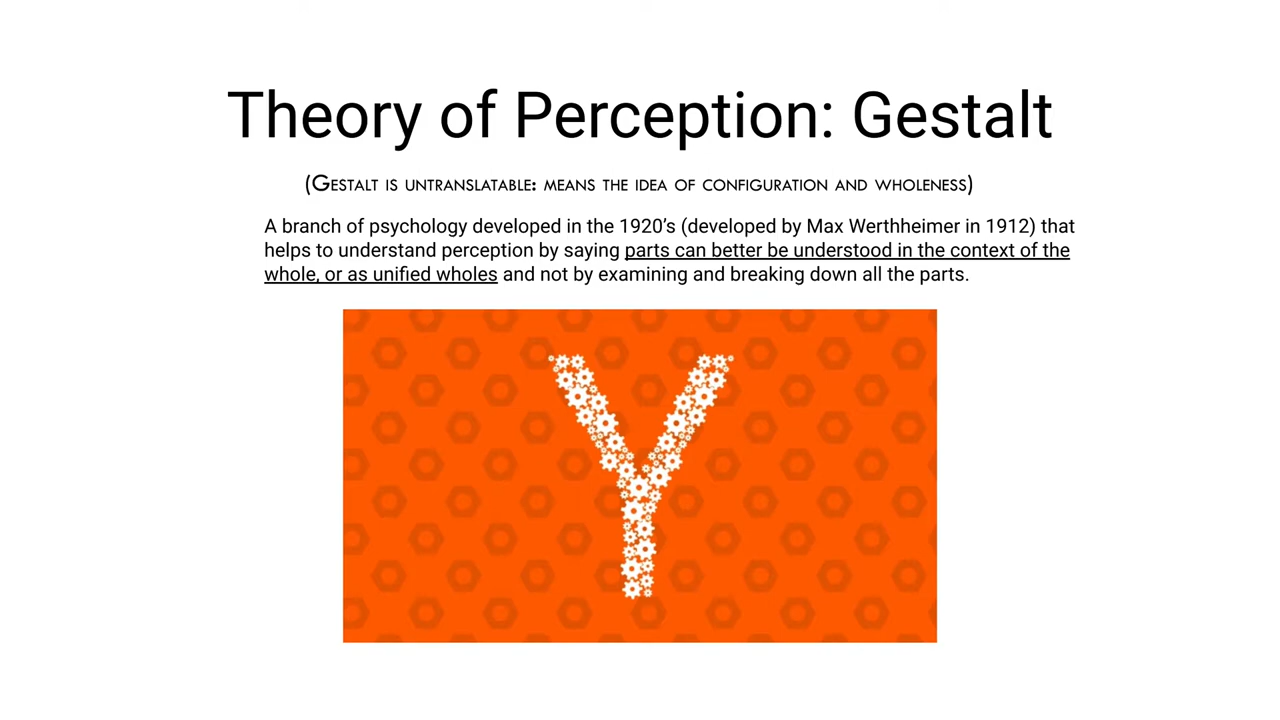 Theory of Perception: Gestalt
(Gestalt is untranslatable: means the idea of configuration and wholeness)
A branch of psychology developed in the 1920’s (developed by Max Werthheimer in 1912) that
helps to understand perception by saying parts can better be understood in the context of the
whole, or as unified wholes and not by examining and breaking down all the parts.
Y